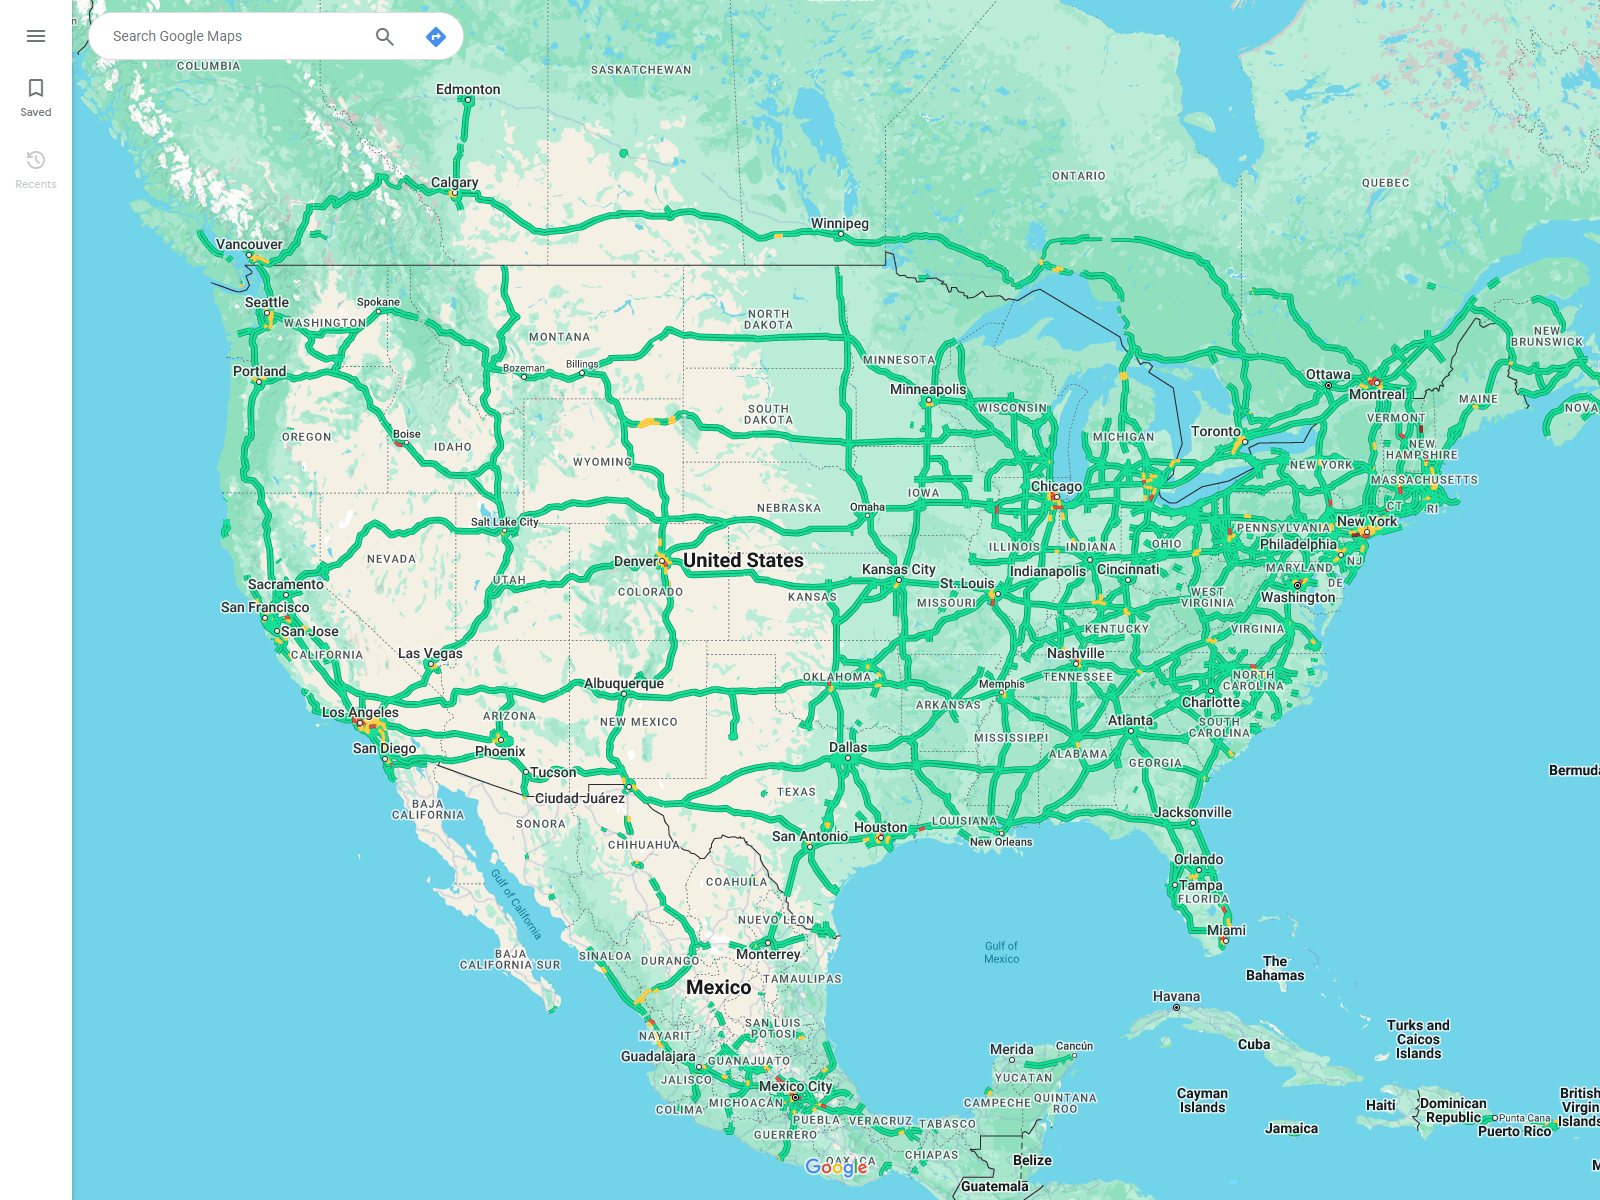 Search Google Maps
Saved
Recents
COLUMBIA
SASKATCHEWAN
Edmonton
ONTARIO
QUEBEC
Calgary
Winnipeg
Vancouver
Seattle
Spokane
WASHINGTON
MONTANA
NORTH
DAKOTA
NEW
BRUNSWICK
Bozeman
Billings
MINNESOTA
Portland
Minneapolis
Ottawa
Montreal
MAINE
NOVA
OREGON
Boise
IDAHO
SOUTH
DAKOTA
WISCONSIN
MICHIGAN
Toronto
VERMONT
NEW
HAMPSHIRE
WYOMING
NEW YORK
MASSACHUSETTS
Chicago
IOWA
CT
RI
NEBRASKA
Omaha
Salt Lake City
New York
PENNSYLVANIA
Philadelphia
NEVADA
Denver
United States
ILLINOIS
INDIANA
OHIO
Indianapolis
Cincinnati
MARYLAND
NJ
DE
Sacramento
UTAH
COLORADO
KANSAS
Kansas City
St. Louis
MISSOURI
WEST
VIRGINIA
Washington
San Francisco
San Jose
CALIFORNIA
Las Vegas
KENTUCKY
VIRGINIA
Nashville
TENNESSEE
Albuquerque
OKLAHOMA
Memphis
NORTH
CAROLINA
Los Angeles
ARIZONA
NEW MEXICO
ARKANSAS
Charlotte
San Diego
Phoenix
Dallas
MISSISSIPPI
Atlanta
SOUTH
CAROLINA
ALABAMA
GEORGIA
Tucson
Bermuda
Ciudad Juárez
TEXAS
BAJA
CALIFORNIA
SONORA
San Antonio
Houston
LOUISIANA
New Orleans
Jacksonville
CHIHUAHUA
Orlando
Tampa
FLORIDA
COAHUILA
Gulf of California
NUEVO LEON
Miami
Gulf of
Mexico
BAJA
CALIFORNIA SUR
SINALOA
DURANGO
Monterrey
The
Bahamas
Mexico
TAMAULIPAS
Havana
NAYARIT
SAN LUIS
POTOSI
Turks and
Caicos
Islands
Cuba
Guadalajara
GUANAJUATO
Merida
Cancún
JALISCO
Mexico City
YUCATAN
COLIMA
MICHOACÁN
CAMPECHE
QUINTANA
ROO
Cayman
Islands
Haiti
Dominican
Republic
Punta Cana
Puerto Rico
British
Virgin
Islands
PUEBLA
VERACRUZ
TABASCO
Jamaica
GUERRERO
CHIAPAS
OAXACA
Google
Belize
Guatemala